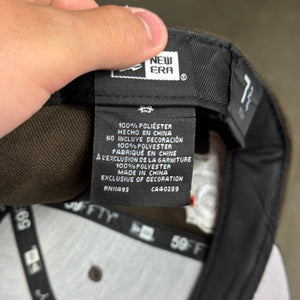 NEW
ERA
®
100% POLIÉSTER
HECHO EN CHINA
NO INCLUYE DECORACIÓN
100% POLYESTER
FABRIQUÉ EN CHINA
À L'EXCLUSION DE LA GARNITURE
100% POLYESTER
MADE IN CHINA
EXCLUSIVE OF DECORATION
RN11493 CA40289
59FIFTY
59FIFTY